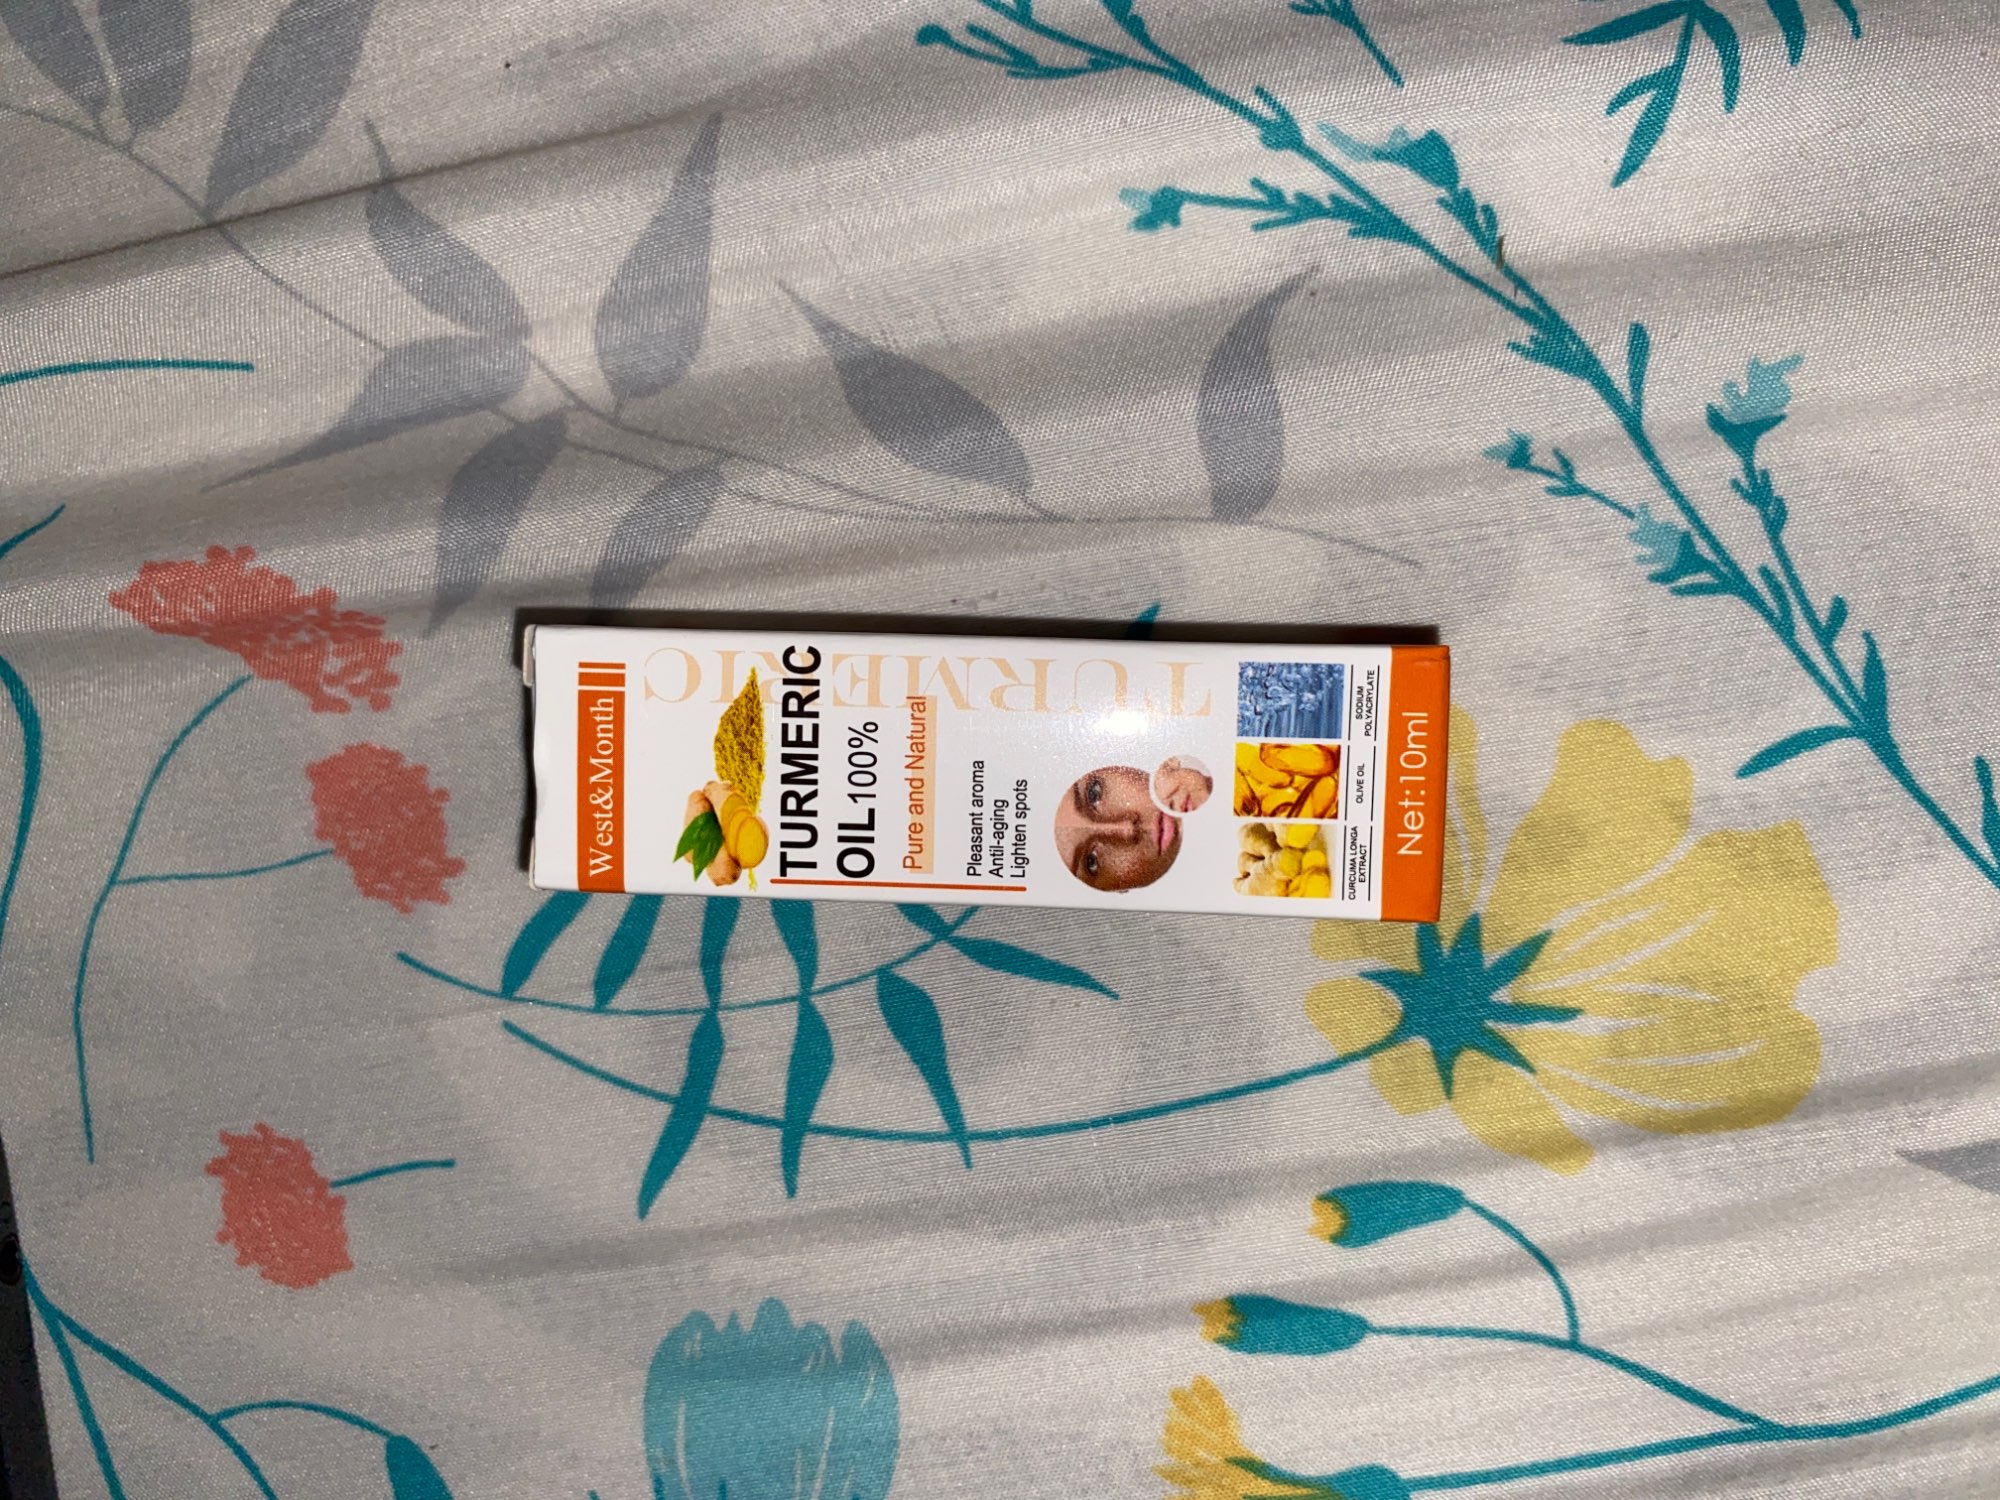 West&Month
TURMERIC
TURMERIC
OIL100%
Pure and Natural
Pleasant aroma
Antil-aging
Lighten spots
CURCUMA LONGA
EXTRACT
OLIVE OIL
SODIUM
POLYACRYLATE
Net:10ml